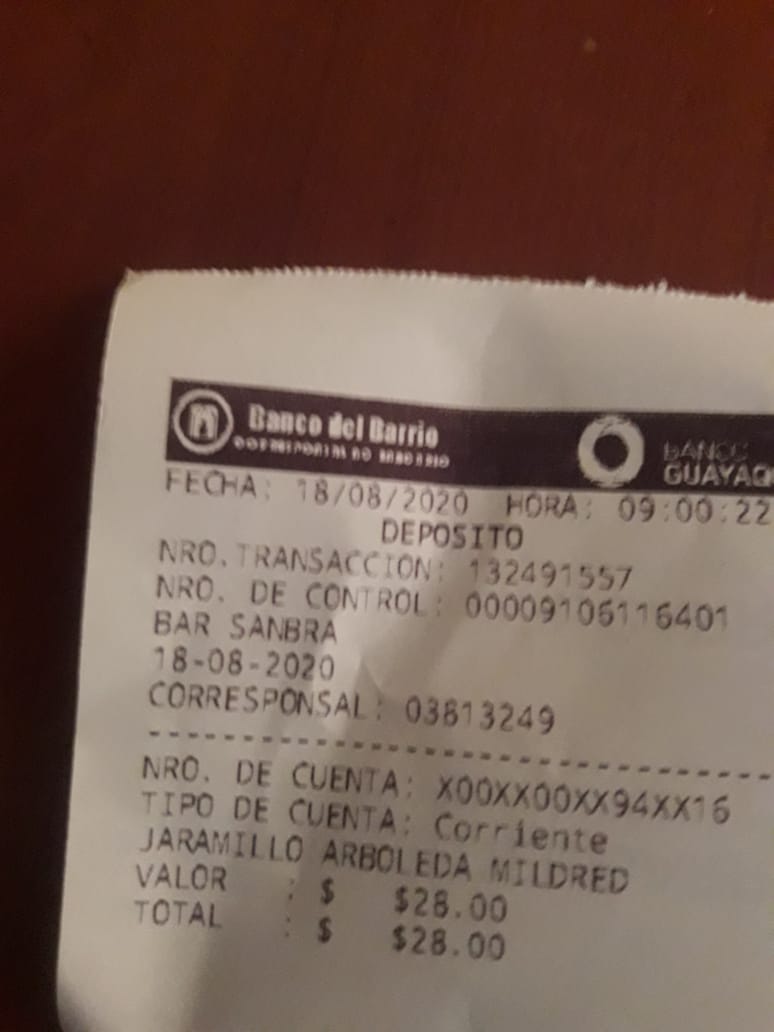 Banco del Barrio
BANCO
GUAYAQ
FECHA: 18/08/2020 HORA: 09:00:22
DEPOSITO
NRO.TRANSACCION: 132491557
NRO. DE CONTROL: 00009106116401
BAR SANBRA
18-08-2020
CORRESPONSAL: 03813249
NRO. DE CUENTA: X00XX00XX94XX16
TIPO DE CUENTA: Corriente
JARAMILLO ARBOLEDA MILDRED
VALOR : $ $28.00
TOTAL : $ $28.00